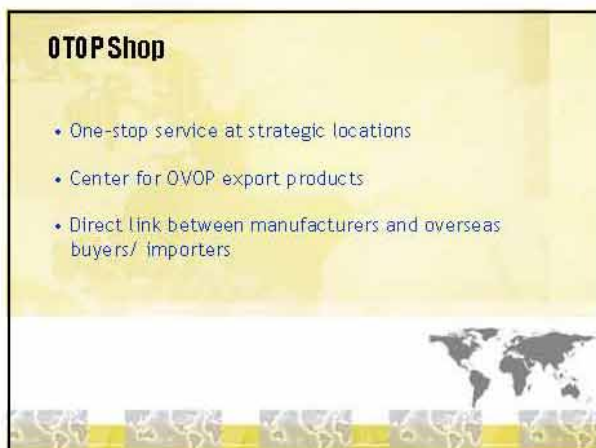 OTOP Shop
• One-stop service at strategic locations
• Center for OVOP export products
• Direct link between manufacturers and overseas
buyers/ importers